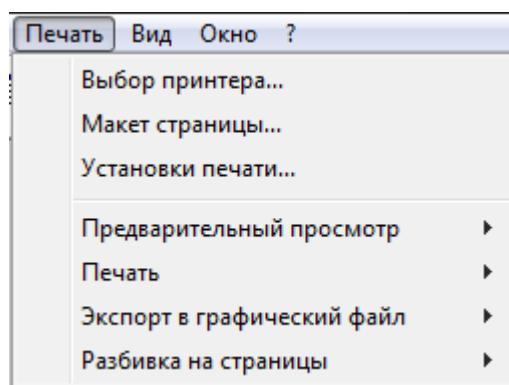 Печать Вид Окно ?
Выбор принтера...
Макет страницы...
Установки печати...
Предварительный просмотр
Печать
Экспорт в графический файл
Разбивка на страницы